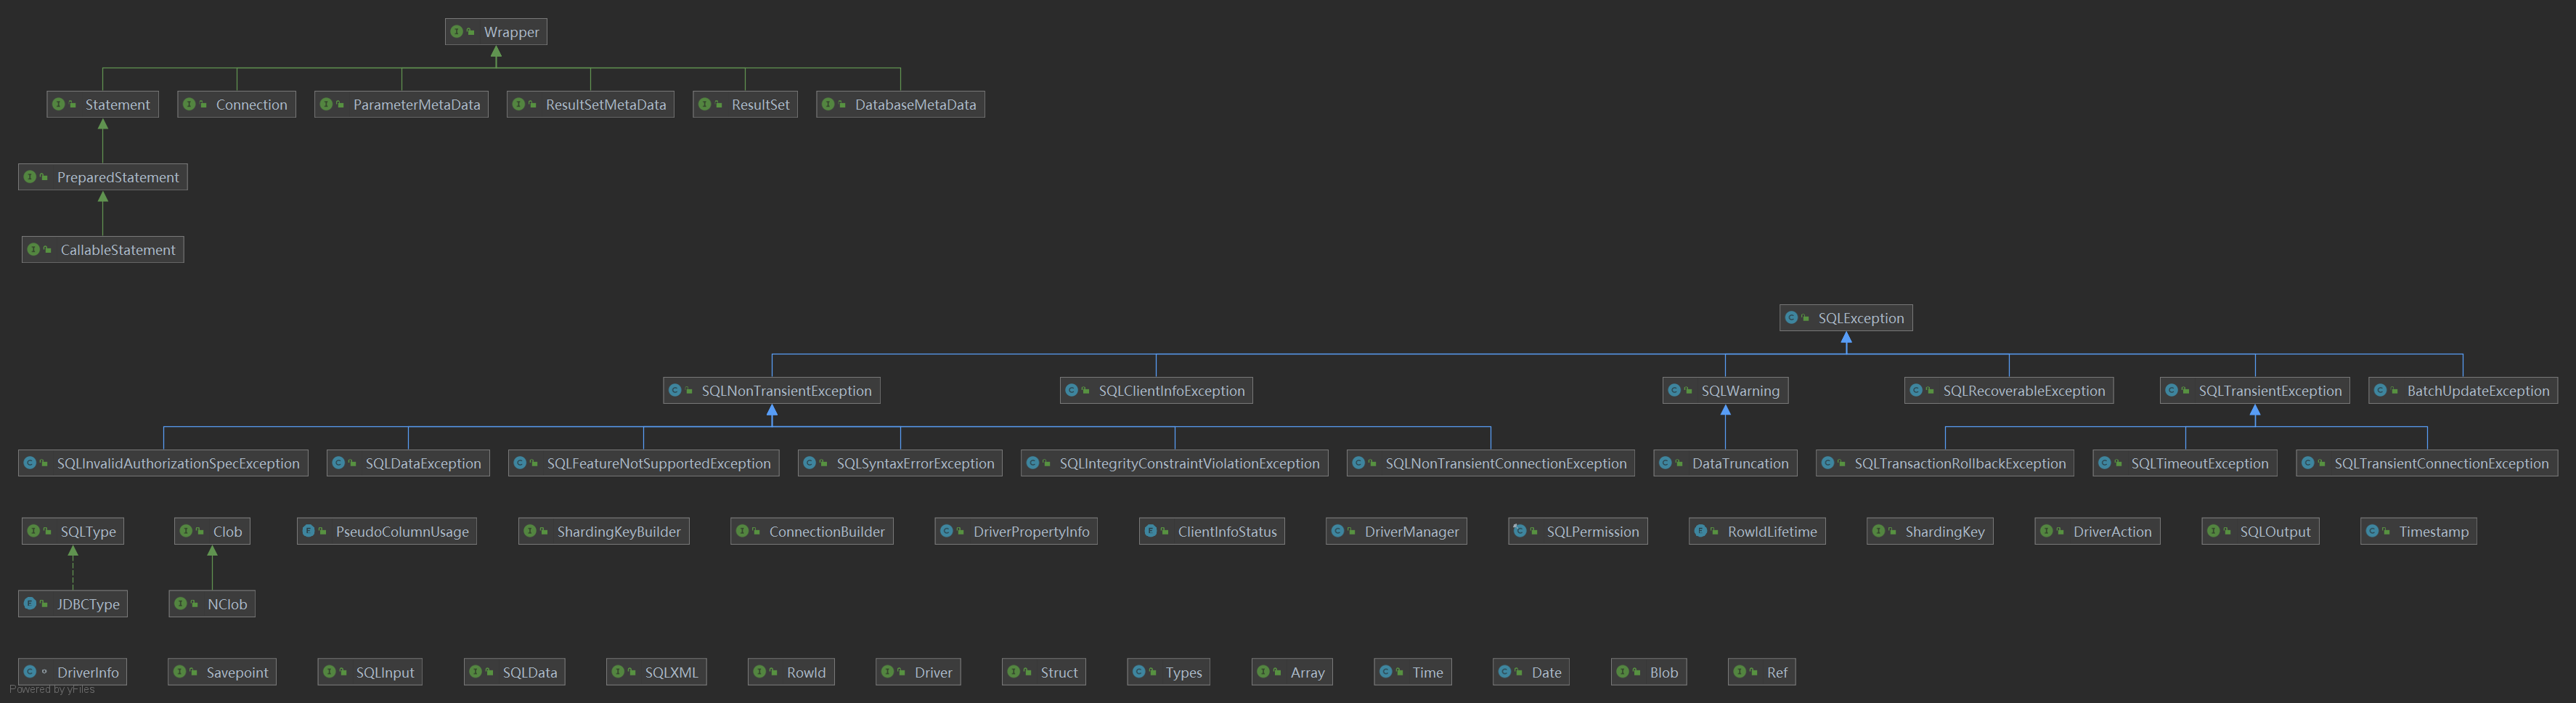 Wrapper
Statement Connection ParameterMetaData ResultSetMetaData ResultSet DatabaseMetaData
PreparedStatement
CallableStatement
SQLException
SQLNonTransientException SQLClientInfoException SQLWarning SQLRecoverableException SQLTransientException BatchUpdateException
SQLInvalidAuthorizationSpecException SQLDataException SQLFeatureNotSupportedException SQLSyntaxErrorException SQLIntegrityConstraintViolationException SQLNonTransientConnectionException DataTruncation SQLTransactionRollbackException SQLTimeoutException SQLTransientConnectionException
SQLType Clob PseudoColumnUsage ShardingKeyBuilder ConnectionBuilder DriverPropertyInfo ClientInfoStatus DriverManager SQLPermission RowIdLifetime ShardingKey DriverAction SQLOutput Timestamp
JDBCType NClob
DriverInfo Savepoint SQLInput SQLData SQLXML RowId Driver Struct Types Array Time Date Blob Ref
Powered by yFiles